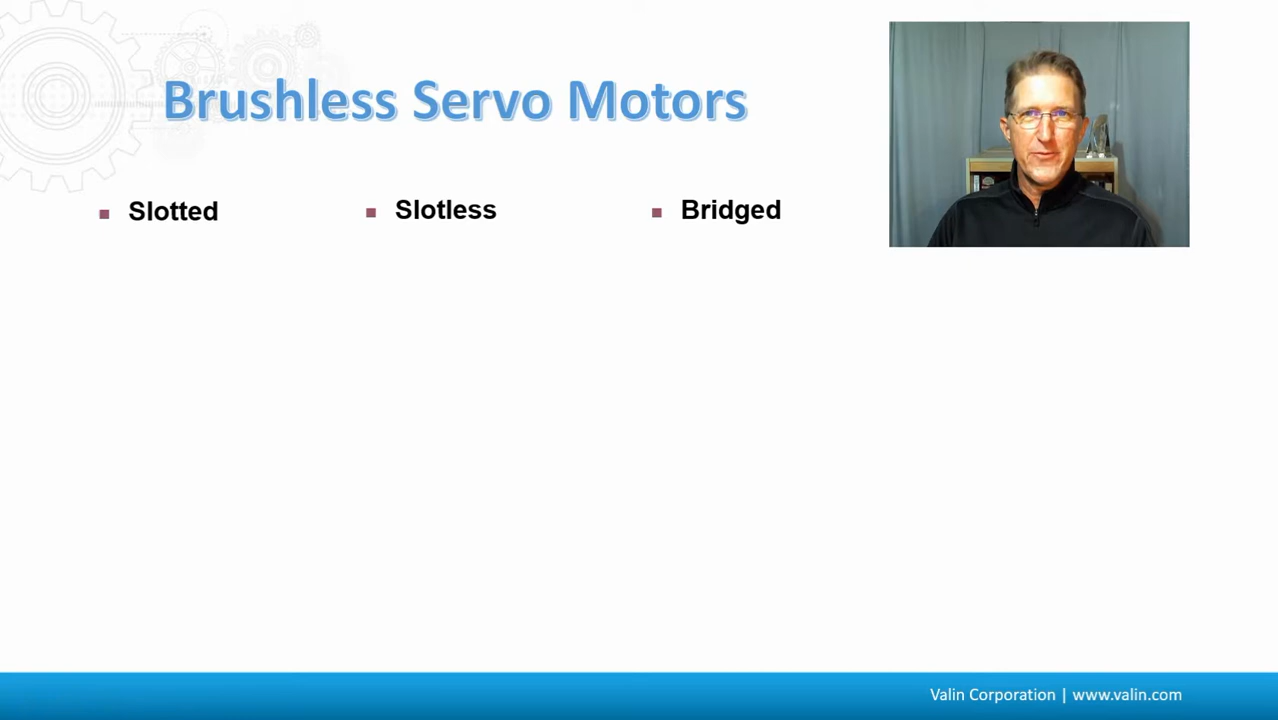 Brushless Servo Motors
Slotted
Slotless
Bridged
Valin Corporation | www.valin.com